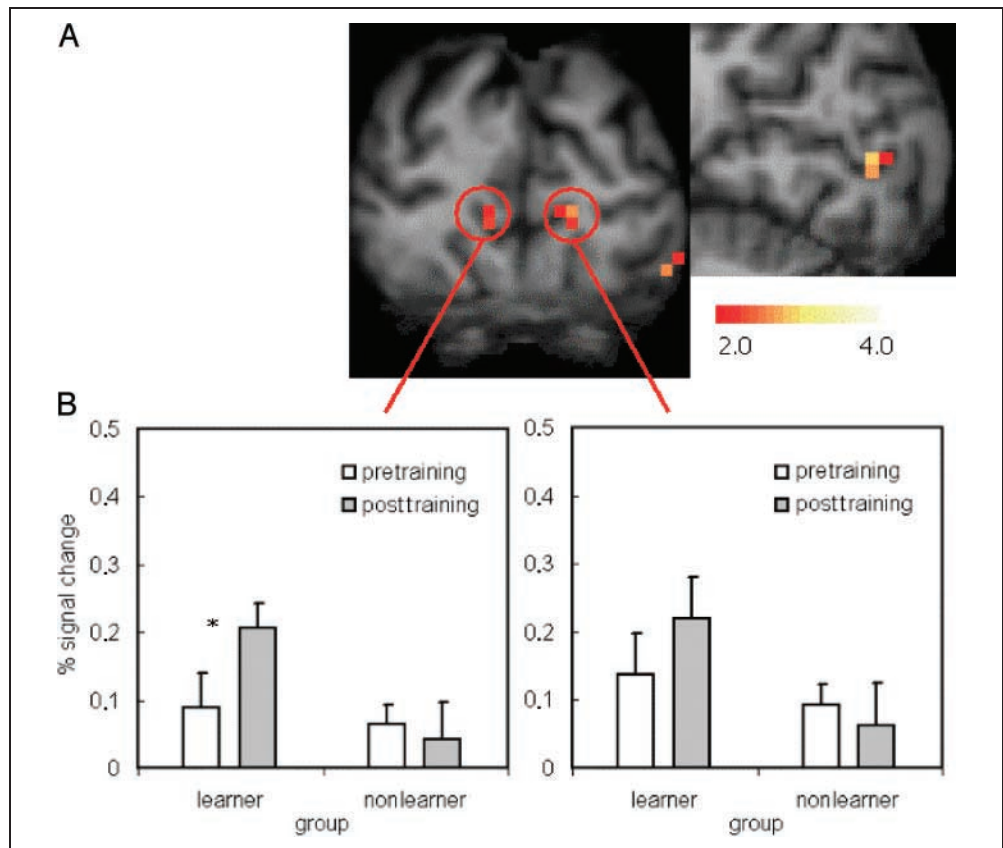 A
2.0 4.0
B
0.5
0.4
0.3
0.2
0.1
0
% signal change
pretraining
posttraining
*
learner nonlearner
group
0.5
0.4
0.3
0.2
0.1
0
pretraining
posttraining
learner nonlearner
group